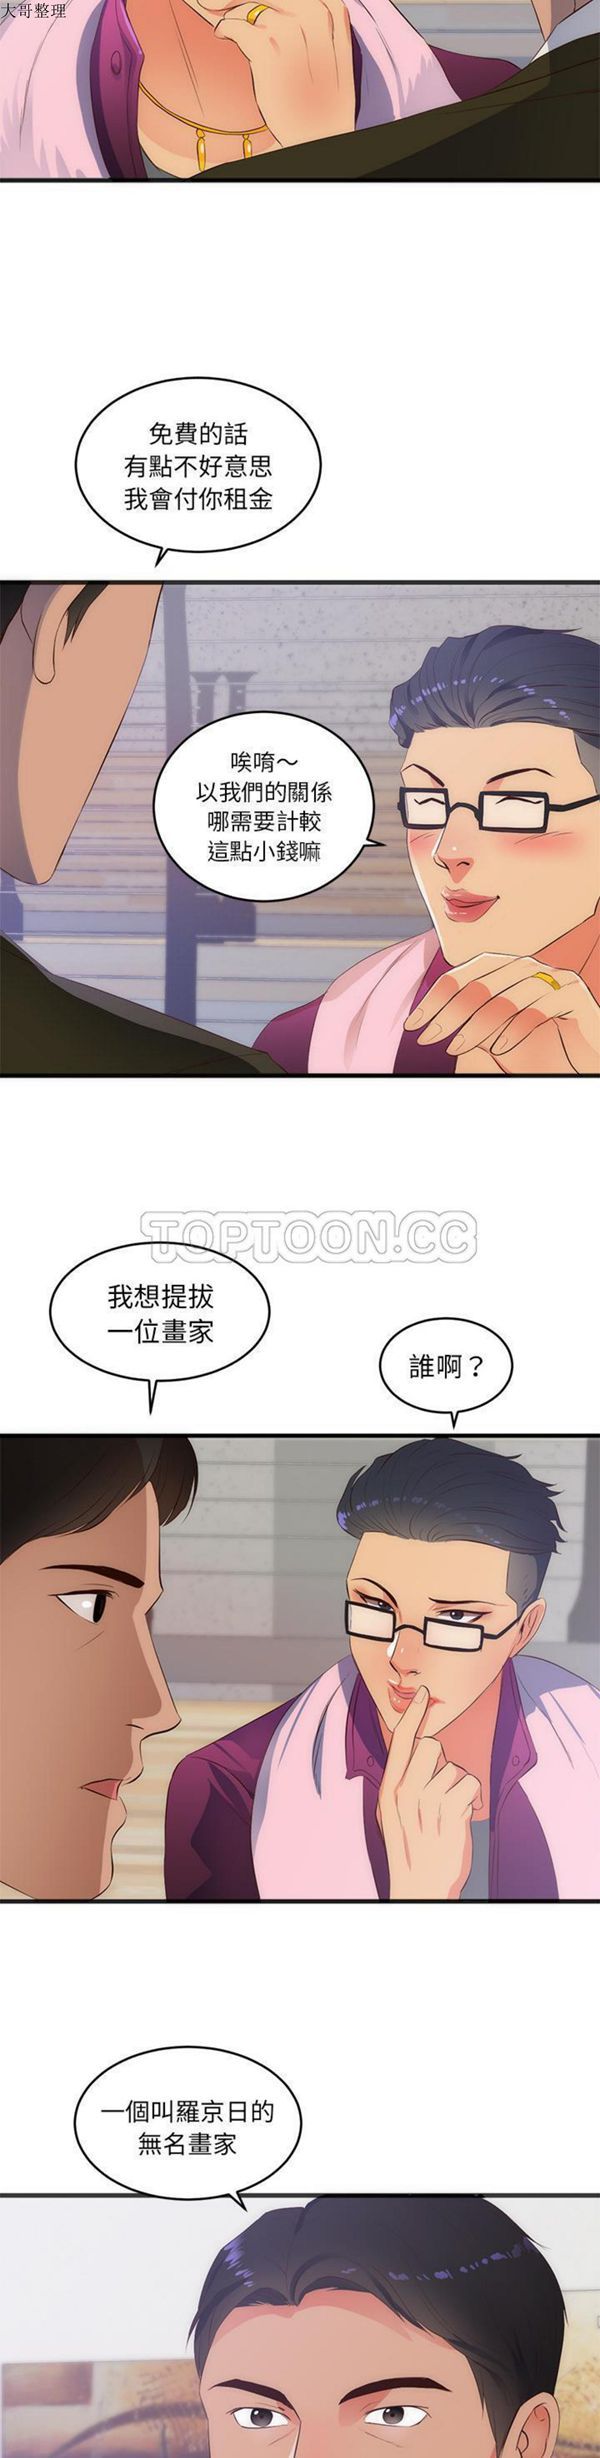 大哥整理
免費的話
有點不好意思
我會付你租金
唉唷～
以我們的關係
哪需要計較
這點小錢嘛
TOPTOON.CC
我想提拔
一位畫家
誰啊？
一個叫羅京日的
無名畫家